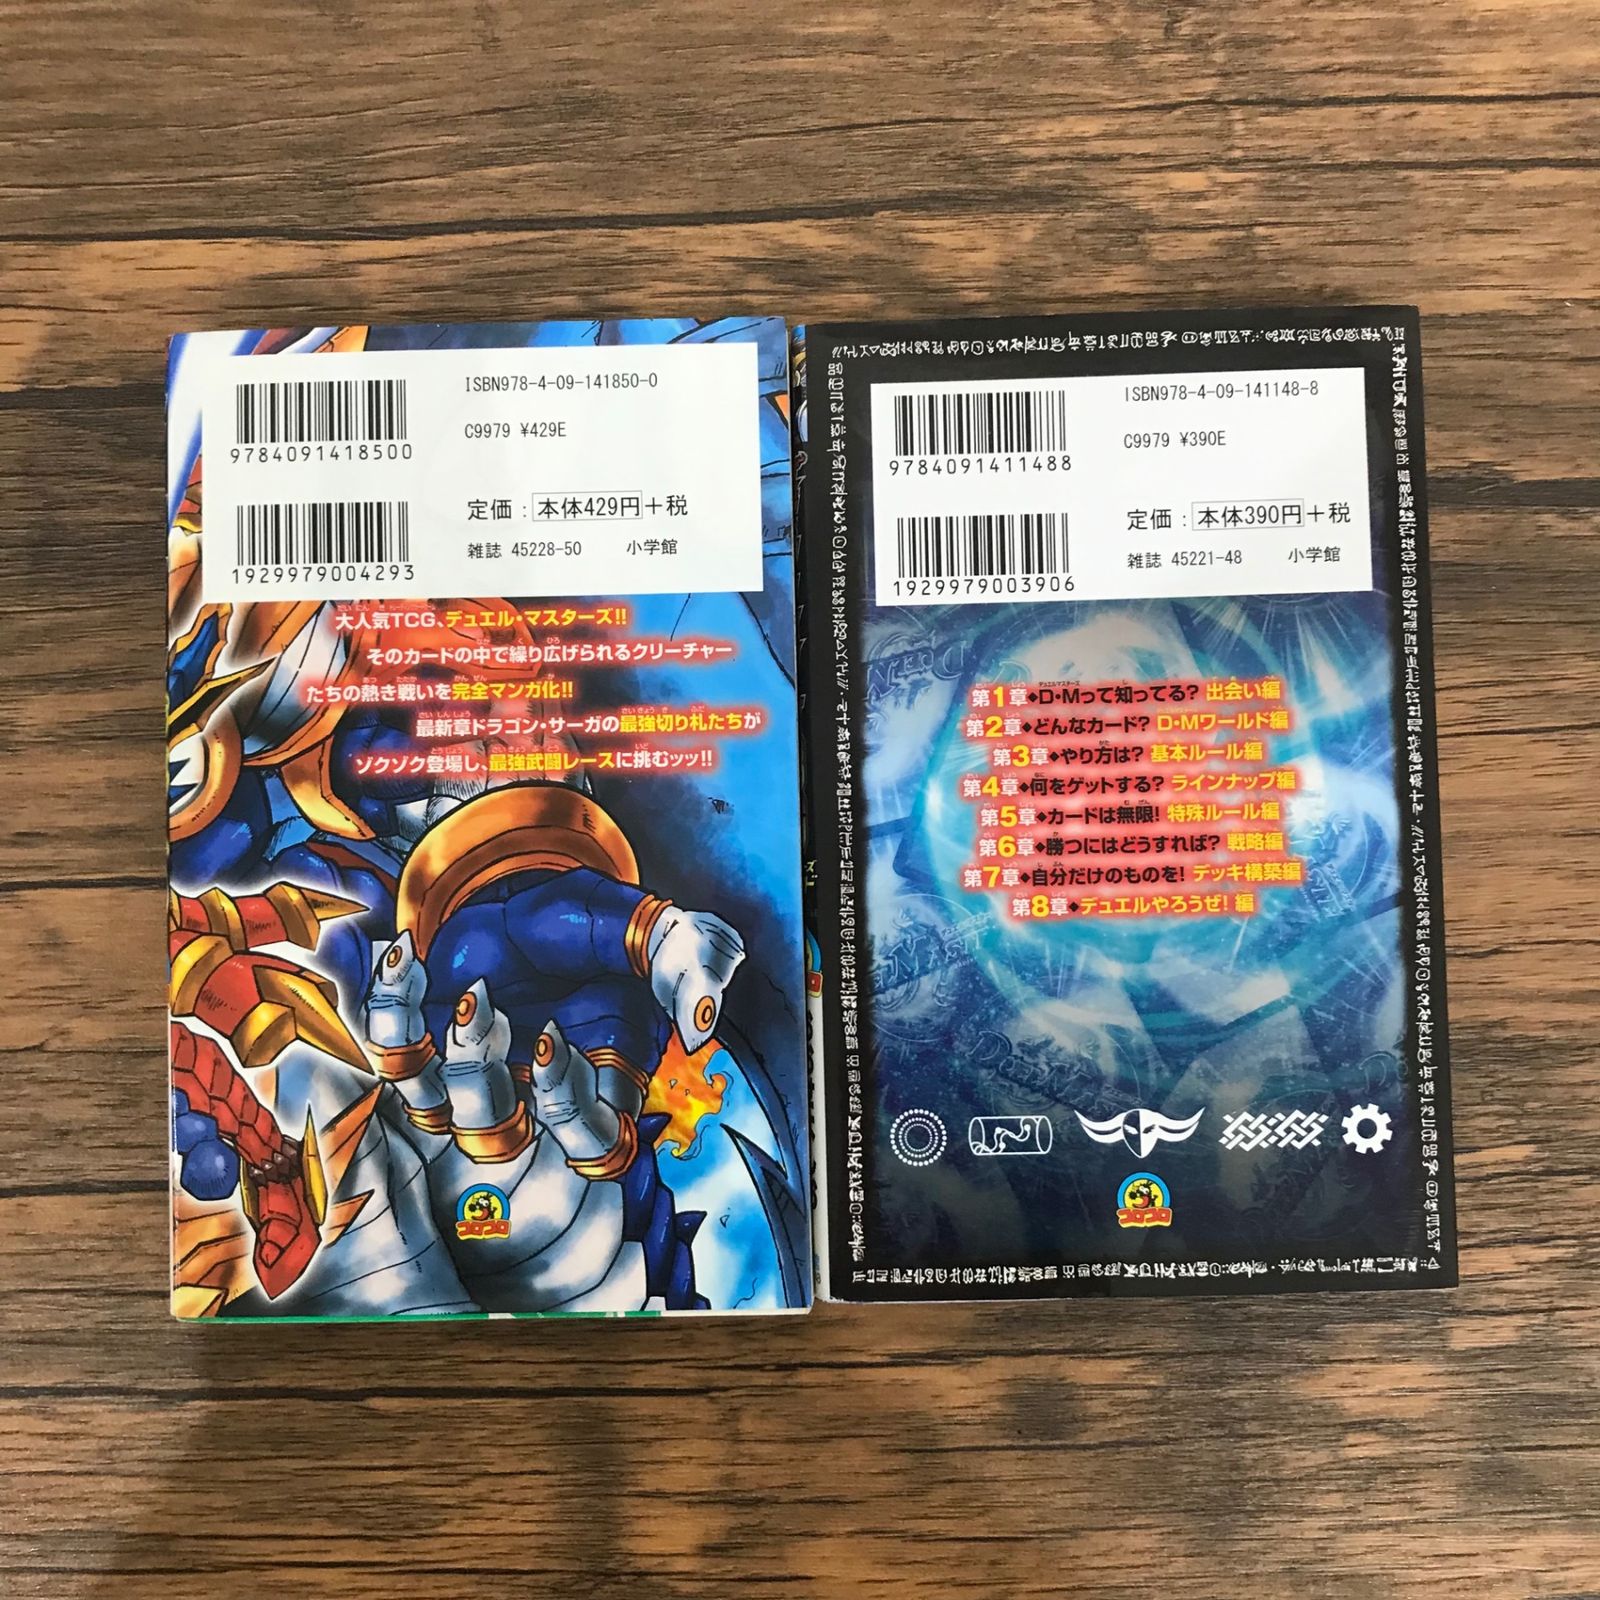 ISBN978-4-09-141850-0
C9979 ¥429E
9784091418500
定価：本体429円＋税
雑誌 45228-50 小学館
1929979004293
大人気TCG、デュエル・マスターズ!!
そのカードの中で繰り広げられるクリーチャー
たちの熱き戦いを完全マンガ化!!
最新章ドラゴン・サーガの最強切り札たちが
ゾクゾク登場し、最強武闘レースに挑むッッ!!
コロコロ
ISBN978-4-09-141148-8
C9979 ¥390E
9784091411488
定価：本体390円＋税
雑誌 45221-48 小学館
1929979003906
第1章◆D・Mって知ってる? 出会い編
第2章◆どんなカード? D・Mワールド編
第3章◆やり方は? 基本ルール編
第4章◆何をゲットする? ラインナップ編
第5章◆カードは無限! 特殊ルール編
第6章◆勝つにはどうすれば? 戦略編
第7章◆自分だけのものを! デッキ構築編
第8章◆デュエルやろうぜ! 編
コロコロ